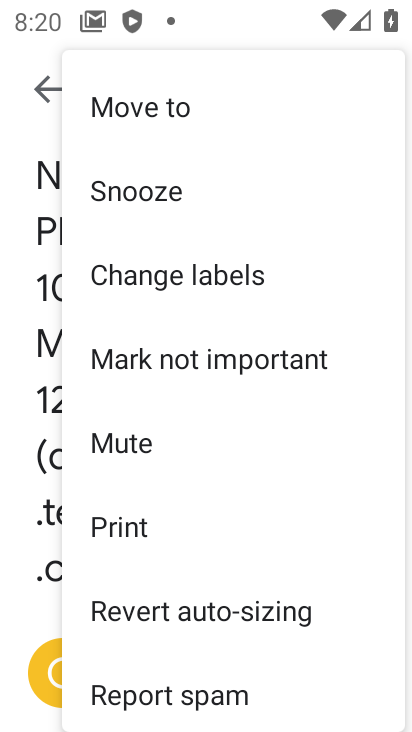 8:20
Move to
Snooze
Change labels
Mark not important
Mute
Print
Revert auto-sizing
Report spam